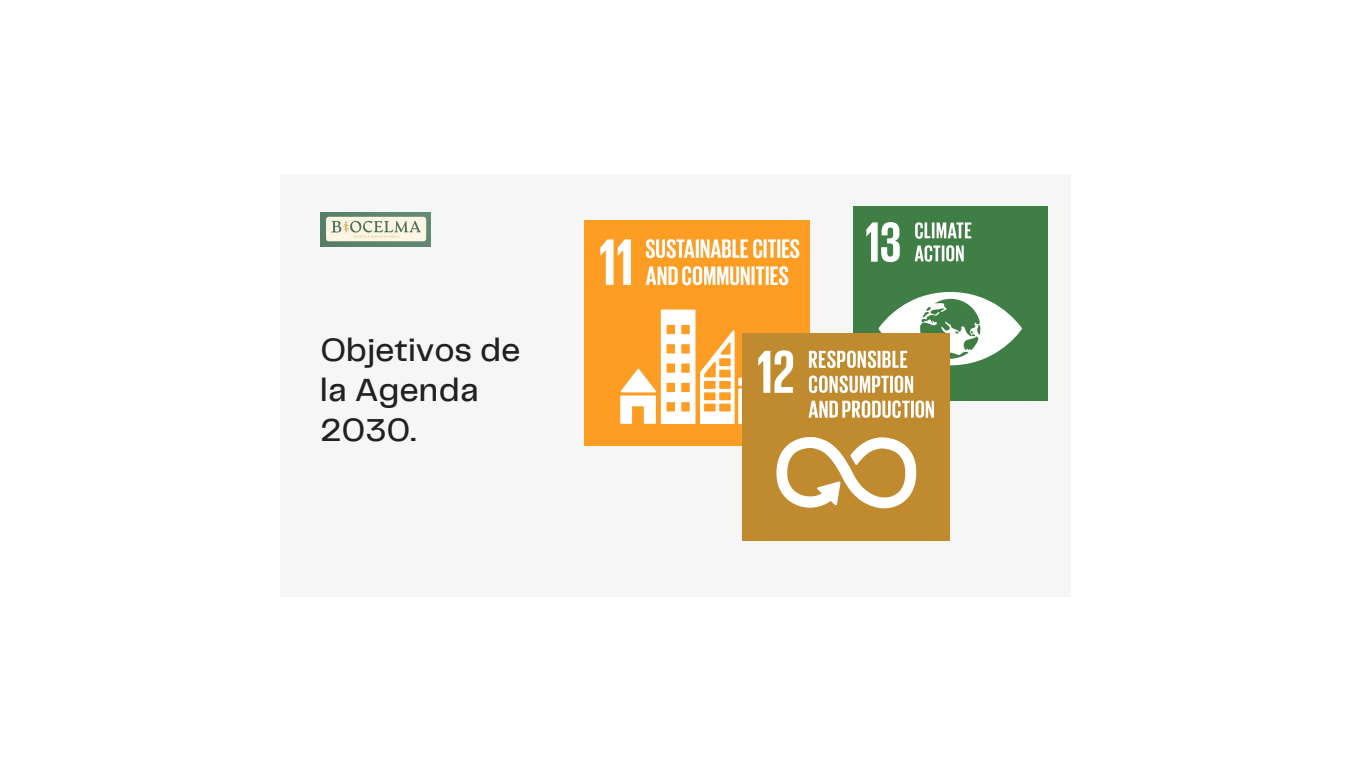 BIOCELMA
Objetivos de
la Agenda
2030.
11 SUSTAINABLE CITIES
AND COMMUNITIES
12 RESPONSIBLE
CONSUMPTION
AND PRODUCTION
13 CLIMATE
ACTION